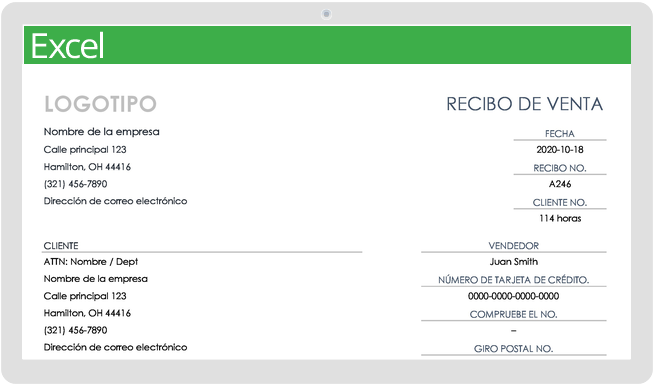 Excel
LOGOTIPO
RECIBO DE VENTA
Nombre de la empresa
Calle principal 123
Hamilton, OH 44416
(321) 456-7890
Dirección de correo electrónico
FECHA
2020-10-18
RECIBO NO.
A246
CLIENTE NO.
114 horas
CLIENTE
ATTN: Nombre / Dept
Nombre de la empresa
Calle principal 123
Hamilton, OH 44416
(321) 456-7890
Dirección de correo electrónico
VENDEDOR
Juan Smith
NÚMERO DE TARJETA DE CRÉDITO.
0000-0000-0000-0000
COMPRUEBE EL NO.
–
GIRO POSTAL NO.